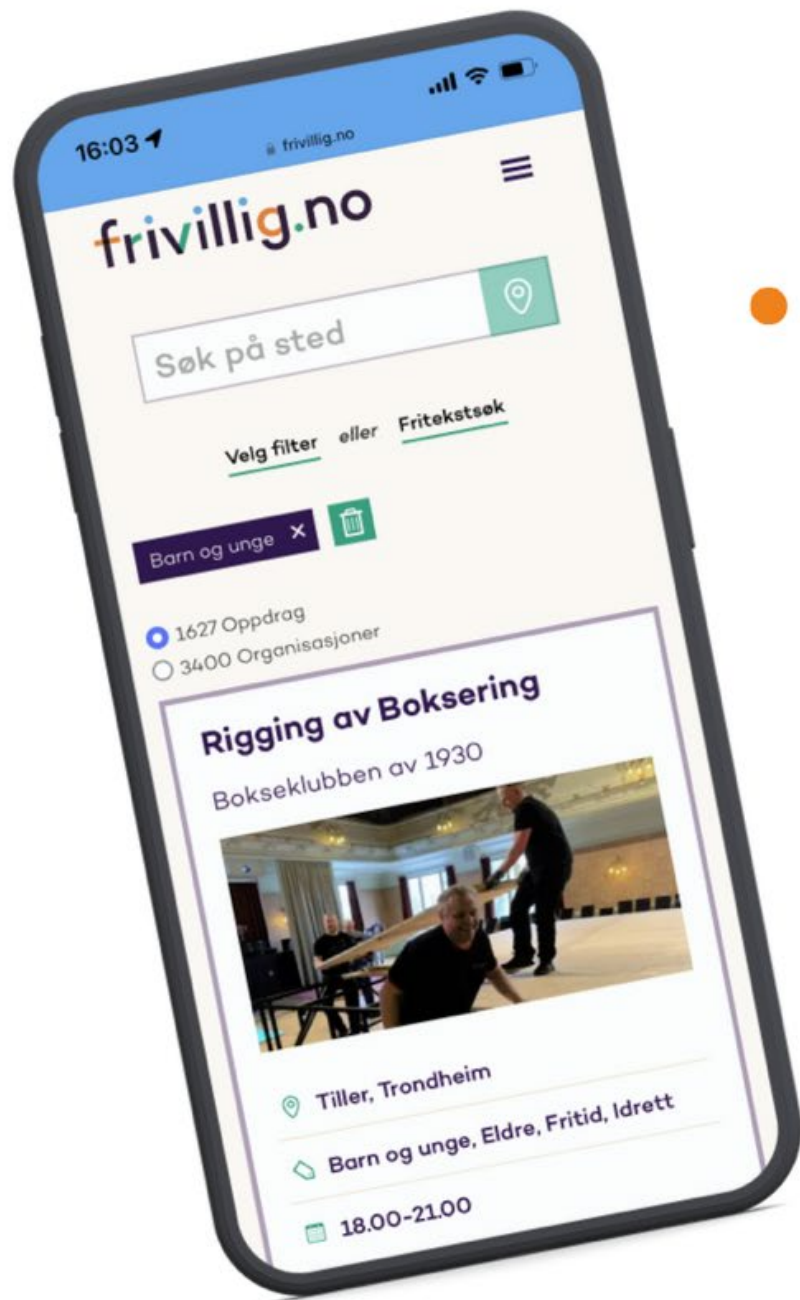 16:03
frivillig.no
frivillig.no
Søk på sted
Velg filter eller Fritekstsøk
Barn og unge X
1627 Oppdrag
3400 Organisasjoner
Rigging av Boksering
Bokseklubben av 1930
Tiller, Trondheim
Barn og unge, Eldre, Fritid, Idrett
18.00-21.00